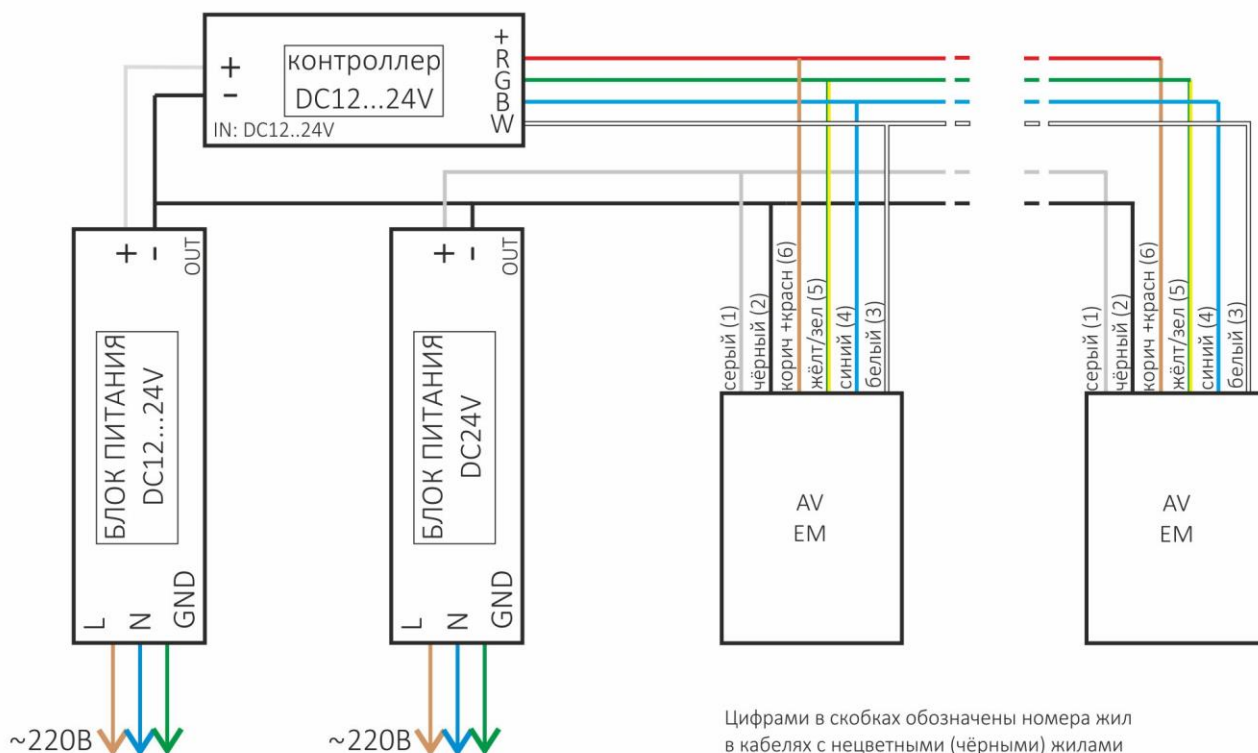 +
-
контроллер
DC12...24V
IN: DC12..24V
+
R
G
B
W
+
-
OUT
БЛОК ПИТАНИЯ
DC12...24V
L
N
GND
~220В
+
-
OUT
БЛОК ПИТАНИЯ
DC24V
L
N
GND
~220В
серый (1)
чёрный (2)
корич +красн (6)
жёлт/зел (5)
синий (4)
белый (3)
AV
EM
серый (1)
чёрный (2)
корич +красн (6)
жёлт/зел (5)
синий (4)
белый (3)
AV
EM
Цифрами в скобках обозначены номера жил
в кабелях с нецветными (чёрными) жилами